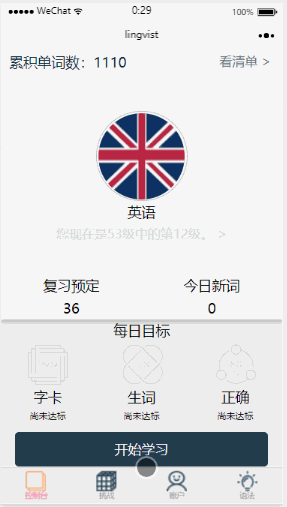 WeChat 0:29 100%
lingvist
累积单词数：1110 看清单 >
英语
您现在是53级中的第12级。 >
复习预定 今日新词
36 0
每日目标
字卡 生词 正确
尚未达标 尚未达标 尚未达标
开始学习
控制台 挑战 账户 语法